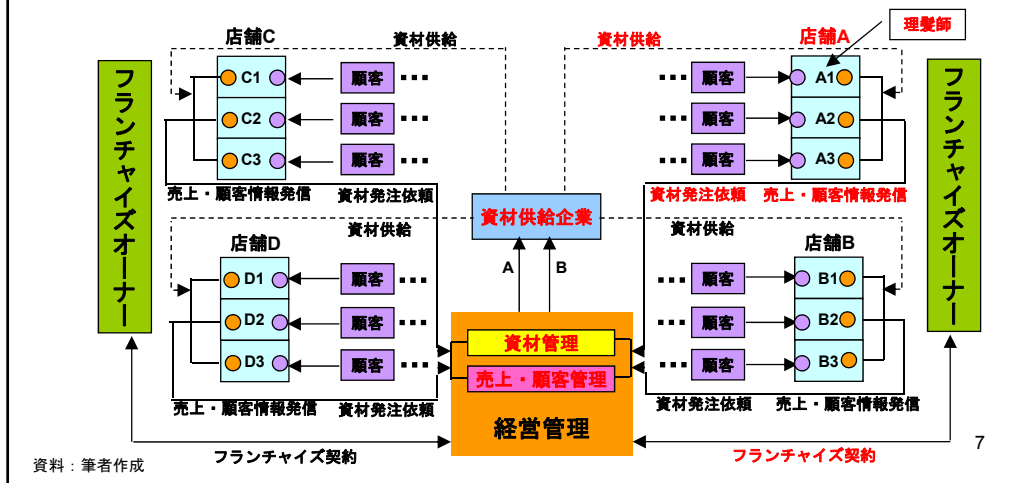 理髪師
店舗C
資材供給
資材供給
店舗A
フランチャイズオーナー
C1
顧客
・・・
・・・
顧客
A1
フランチャイズオーナー
C2
顧客
・・・
・・・
顧客
A2
C3
顧客
・・・
・・・
顧客
A3
売上・顧客情報発信
資材発注依頼
資材供給企業
資材発注依頼
売上・顧客情報発信
店舗D
資材供給
資材供給
店舗B
A
B
D1
顧客
・・・
・・・
顧客
B1
D2
顧客
・・・
・・・
顧客
B2
D3
顧客
・・・
・・・
顧客
B3
資材管理
売上・顧客管理
経営管理
売上・顧客情報発信
資材発注依頼
資材発注依頼
売上・顧客情報発信
フランチャイズ契約
フランチャイズ契約
7
資料：筆者作成